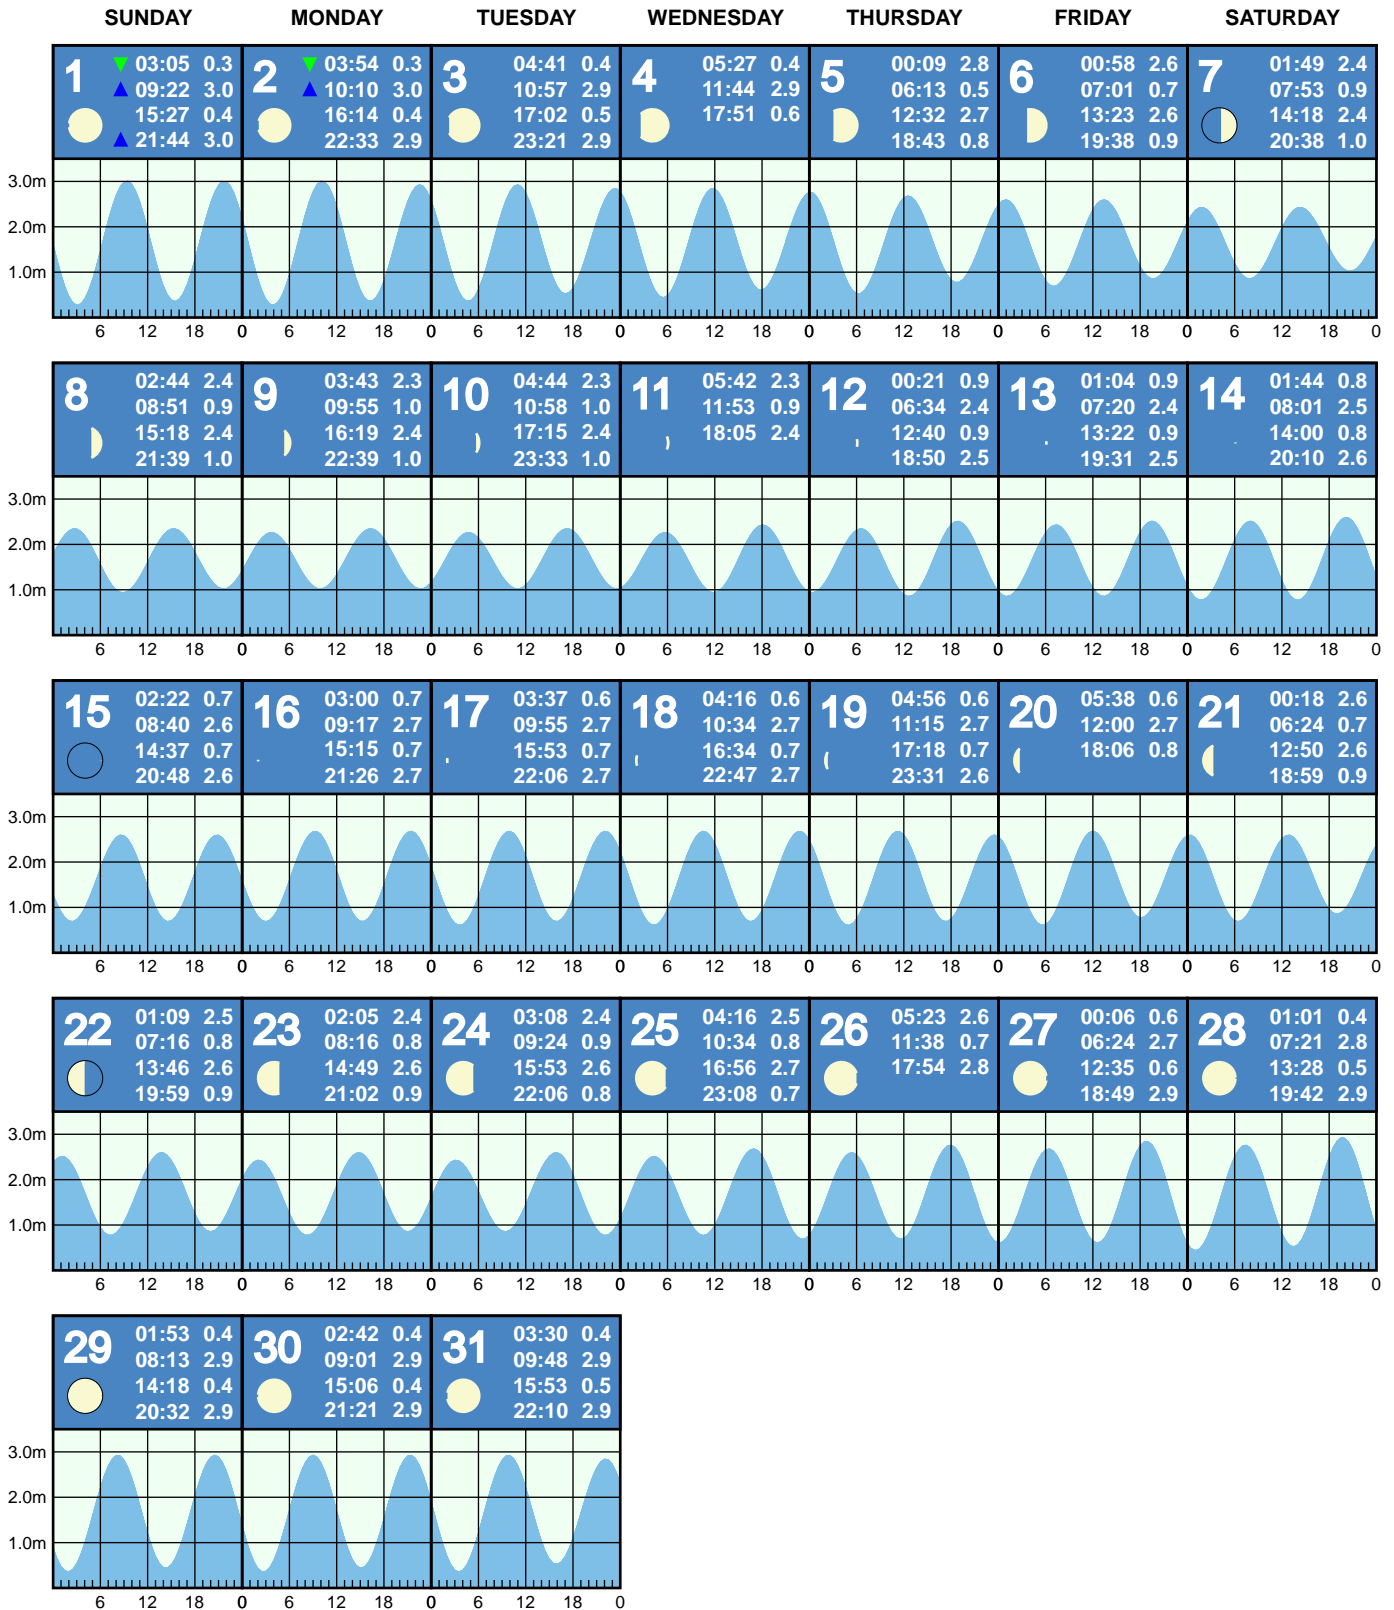 SUNDAY MONDAY TUESDAY WEDNESDAY THURSDAY FRIDAY SATURDAY
1 03:05 0.3
09:22 3.0
15:27 0.4
21:44 3.0
2 03:54 0.3
10:10 3.0
16:14 0.4
22:33 2.9
3 04:41 0.4
10:57 2.9
17:02 0.5
23:21 2.9
4 05:27 0.4
11:44 2.9
17:51 0.6
5 00:09 2.8
06:13 0.5
12:32 2.7
18:43 0.8
6 00:58 2.6
07:01 0.7
13:23 2.6
19:38 0.9
7 01:49 2.4
07:53 0.9
14:18 2.4
20:38 1.0
3.0m
2.0m
1.0m
6 12 18 0 6 12 18 0 6 12 18 0 6 12 18 0 6 12 18 0 6 12 18 0 6 12 18 0
8 02:44 2.4
08:51 0.9
15:18 2.4
21:39 1.0
9 03:43 2.3
09:55 1.0
16:19 2.4
22:39 1.0
10 04:44 2.3
10:58 1.0
17:15 2.4
23:33 1.0
11 05:42 2.3
11:53 0.9
18:05 2.4
12 00:21 0.9
06:34 2.4
12:40 0.9
18:50 2.5
13 01:04 0.9
07:20 2.4
13:22 0.9
19:31 2.5
14 01:44 0.8
08:01 2.5
14:00 0.8
20:10 2.6
3.0m
2.0m
1.0m
6 12 18 0 6 12 18 0 6 12 18 0 6 12 18 0 6 12 18 0 6 12 18 0 6 12 18 0
15 02:22 0.7
08:40 2.6
14:37 0.7
20:48 2.6
16 03:00 0.7
09:17 2.7
15:15 0.7
21:26 2.7
17 03:37 0.6
09:55 2.7
15:53 0.7
22:06 2.7
18 04:16 0.6
10:34 2.7
16:34 0.7
22:47 2.7
19 04:56 0.6
11:15 2.7
17:18 0.7
23:31 2.6
20 05:38 0.6
12:00 2.7
18:06 0.8
21 00:18 2.6
06:24 0.7
12:50 2.6
18:59 0.9
3.0m
2.0m
1.0m
6 12 18 0 6 12 18 0 6 12 18 0 6 12 18 0 6 12 18 0 6 12 18 0 6 12 18 0
22 01:09 2.5
07:16 0.8
13:46 2.6
19:59 0.9
23 02:05 2.4
08:16 0.8
14:49 2.6
21:02 0.9
24 03:08 2.4
09:24 0.9
15:53 2.6
22:06 0.8
25 04:16 2.5
10:34 0.8
16:56 2.7
23:08 0.7
26 05:23 2.6
11:38 0.7
17:54 2.8
27 00:06 0.6
06:24 2.7
12:35 0.6
18:49 2.9
28 01:01 0.4
07:21 2.8
13:28 0.5
19:42 2.9
3.0m
2.0m
1.0m
6 12 18 0 6 12 18 0 6 12 18 0 6 12 18 0 6 12 18 0 6 12 18 0 6 12 18 0
29 01:53 0.4
08:13 2.9
14:18 0.4
20:32 2.9
30 02:42 0.4
09:01 2.9
15:06 0.4
21:21 2.9
31 03:30 0.4
09:48 2.9
15:53 0.5
22:10 2.9
3.0m
2.0m
1.0m
6 12 18 0 6 12 18 0 6 12 18 0